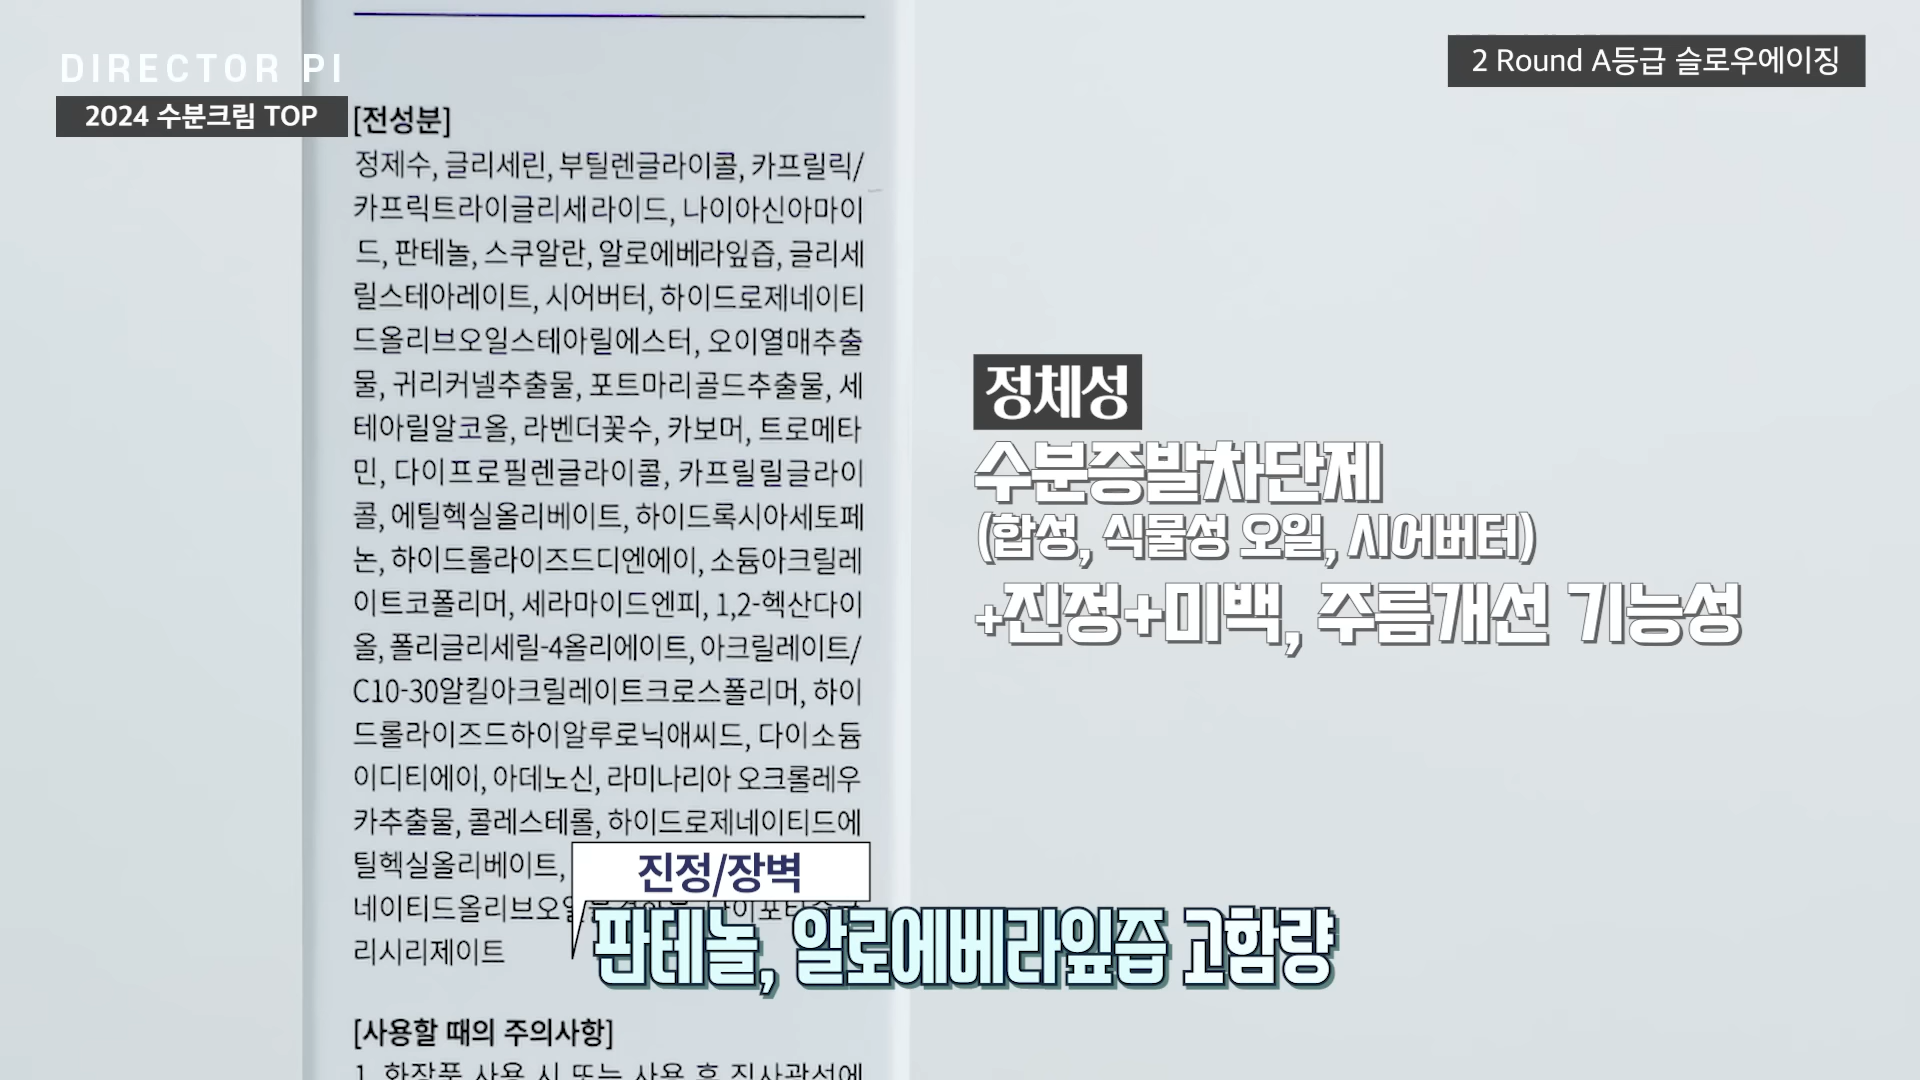 DIRECTOR PI
2024 수분크림 TOP
2 Round A등급 슬로우에이징
[전성분]
정제수, 글리세린, 부틸렌글라이콜, 카프릴릭/
카프릭트라이글리세라이드, 나이아신아마이
드, 판테놀, 스쿠알란, 알로에베라잎즙, 글리세
릴스테아레이트, 시어버터, 하이드로제네이티
드올리브오일스테아릴에스터, 오이열매추출
물, 귀리커넬추출물, 포트마리골드추출물, 세
테아릴알코올, 라벤더꽃수, 카보머, 트로메타
민, 다이프로필렌글라이콜, 카프릴릴글라이
콜, 에틸헥실올리베이트, 하이드록시아세토페
논, 하이드롤라이즈드디엔에이, 소듐아크릴레
이트코폴리머, 세라마이드엔피, 1,2-헥산다이
올, 폴리글리세릴-4올리에이트, 아크릴레이트/
C10-30알킬아크릴레이트크로스폴리머, 하이
드롤라이즈드하이알루로닉애씨드, 다이소듐
이디티에이, 아데노신, 라미나리아 오크롤레우
카추출물, 콜레스테롤, 하이드로제네이티드에
틸헥실올리베이트,
네이티드올리브오일
리시리제이트
[사용할 때의 주의사항]
1. 화장품 사용 시 또는 사용 후 직사광선에
정체성
수분증발차단제
(합성, 식물성 오일, 시어버터)
+진정+미백, 주름개선 기능성
진정/장벽
판테놀, 알로에베라잎즙 고함량